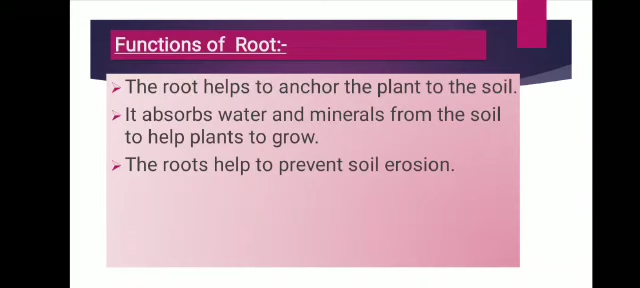 Functions of Root:-
➢ The root helps to anchor the plant to the soil.
➢ It absorbs water and minerals from the soil
to help plants to grow.
➢ The roots help to prevent soil erosion.